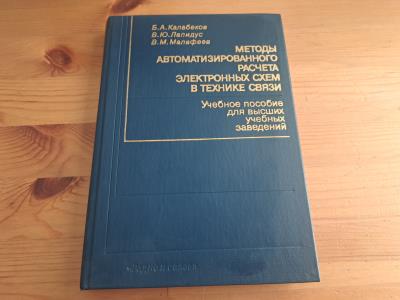 Б.А.Калабеков
В.Ю.Лапидус
В.М.Малафеев
МЕТОДЫ
АВТОМАТИЗИРОВАННОГО
РАСЧЕТА
ЭЛЕКТРОННЫХ СХЕМ
В ТЕХНИКЕ СВЯЗИ
Учебное пособие
для высших
учебных
заведений